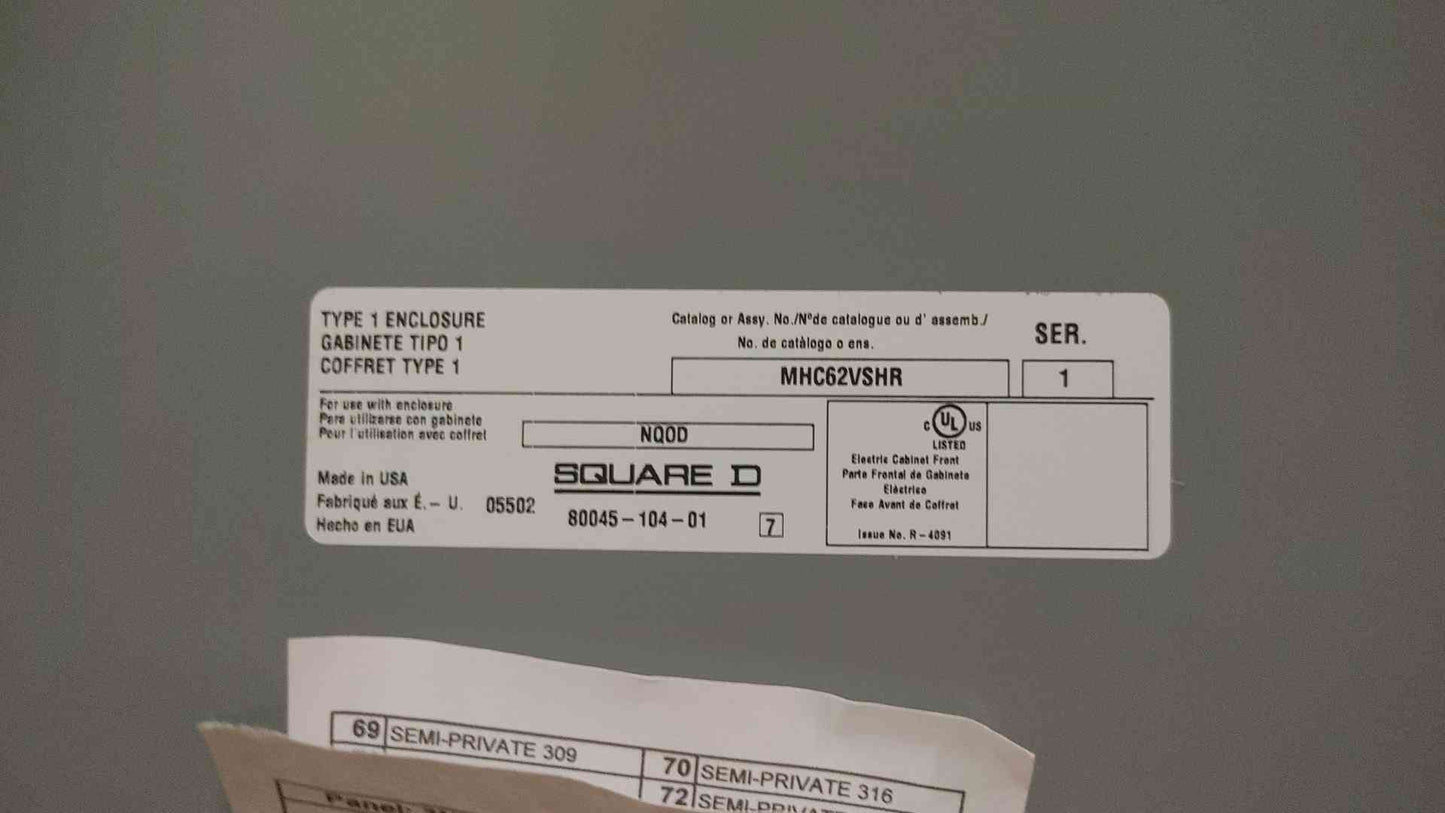 TYPE 1 ENCLOSURE
GABINETE TIPO 1
COFFRET TYPE 1
Catalog or Assy. No./Nºde catalogue ou d' assemb./
No. de catàlogo o ens.
MHC62VSHR
SER.
1
For use with enclosure
Para utilizarse con gabinete
Pour l'utilisation avec coffret
NQOD
Made in USA
Fabriqué aux É.- U.
Hecho en EUA
05502
SQUARE D
80045-104-01
7
C UL US
LISTED
Electric Cabinet Front
Parte Frontal de Gabinete
Eléctrico
Face Avant de Coffret
Issue No. R-4091
69 SEMI-PRIVATE 309
70 SEMI-PRIVATE 316
72
Panel: